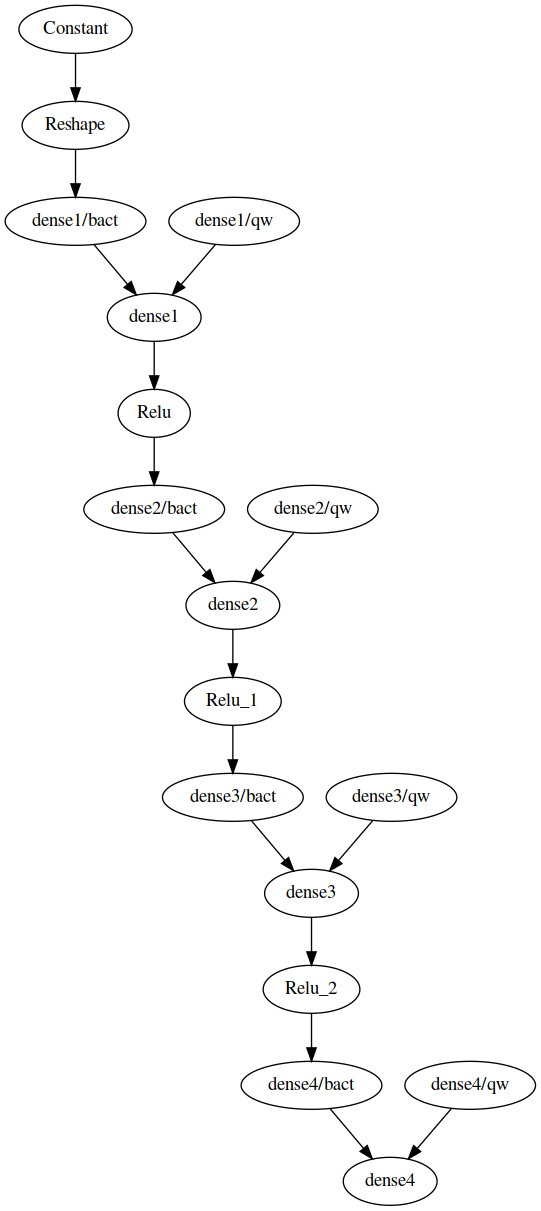 Constant
Reshape
dense1/bact
dense1/qw
dense1
Relu
dense2/bact
dense2/qw
dense2
Relu_1
dense3/bact
dense3/qw
dense3
Relu_2
dense4/bact
dense4/qw
dense4